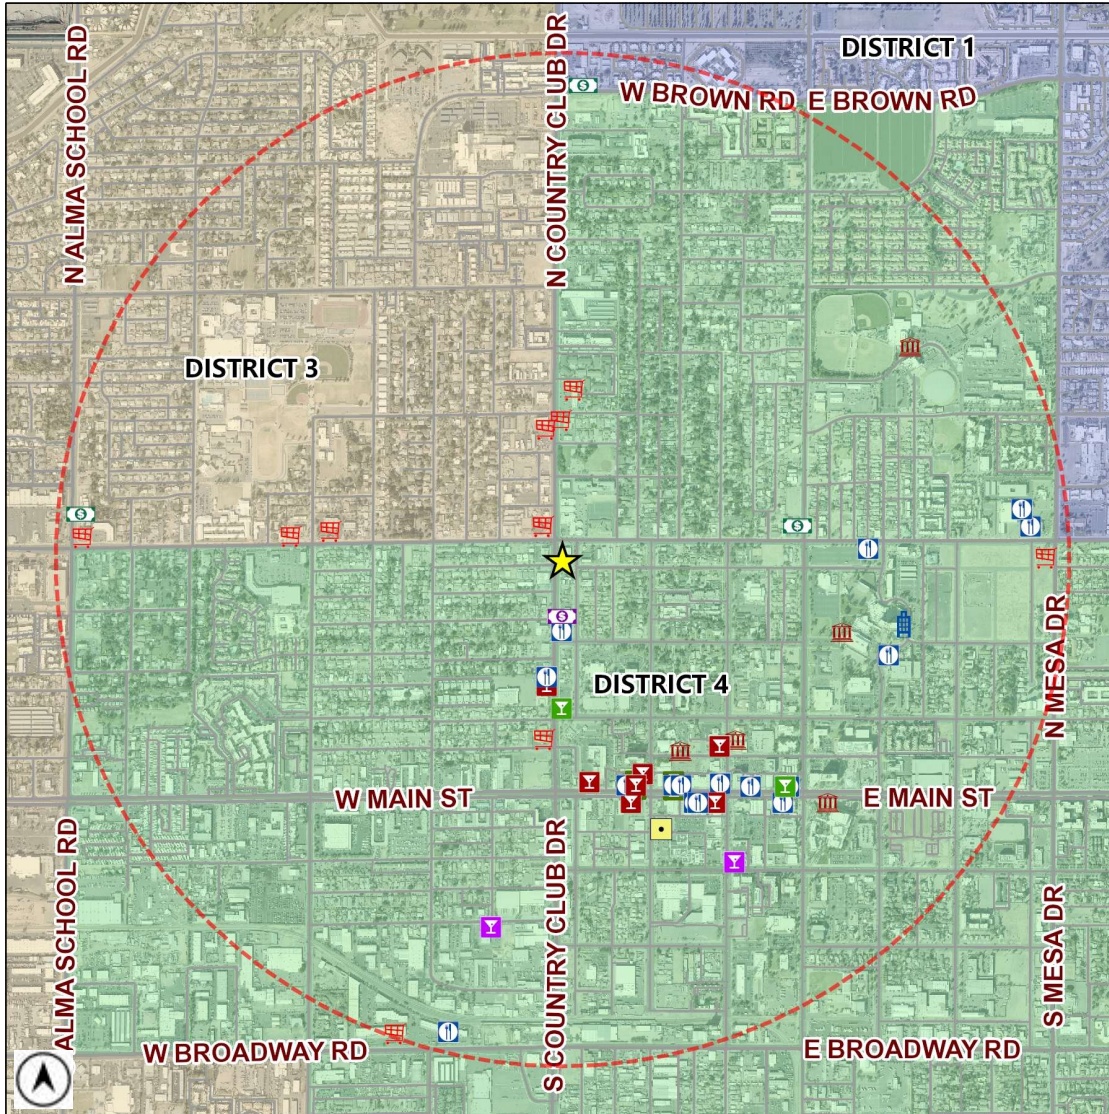 DISTRICT 1
N ALMA SCHOOL RD
N COUNTRY CLUB DR
W BROWN RD
E BROWN RD
DISTRICT 3
DISTRICT 4
N MESA DR
W MAIN ST
E MAIN ST
ALMA SCHOOL RD
S COUNTRY CLUB DR
S MESA DR
W BROADWAY RD
E BROADWAY RD